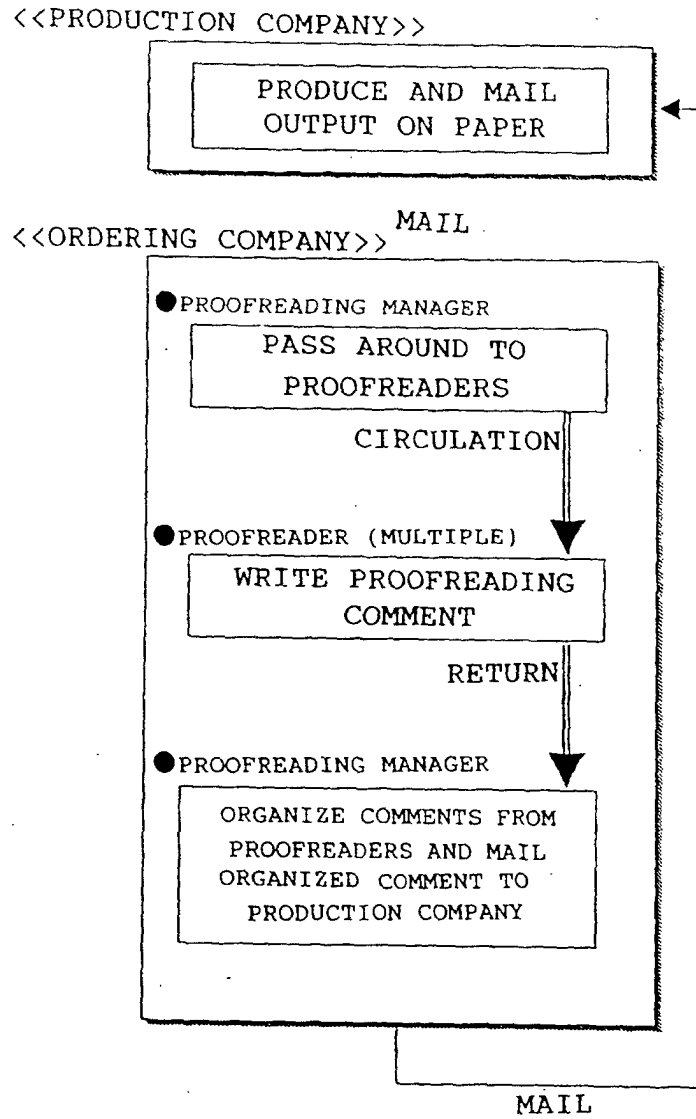 <<PRODUCTION COMPANY>>
PRODUCE AND MAIL
OUTPUT ON PAPER
MAIL
<<ORDERING COMPANY>>
●PROOFREADING MANAGER
PASS AROUND TO
PROOFREADERS
CIRCULATION
●PROOFREADER (MULTIPLE)
WRITE PROOFREADING
COMMENT
RETURN
●PROOFREADING MANAGER
ORGANIZE COMMENTS FROM
PROOFREADERS AND MAIL
ORGANIZED COMMENT TO
PRODUCTION COMPANY
MAIL